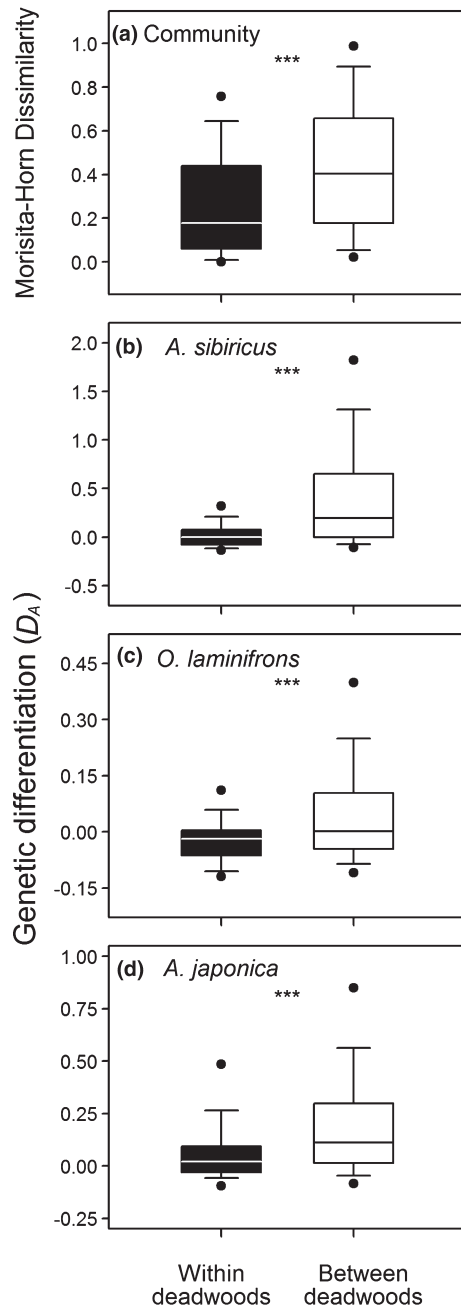 Morisita-Horn Dissimilarity
(a) Community
***
1.0
0.8
0.6
0.4
0.2
0.0
Genetic differentiation (D_A)
(b) A. sibiricus
***
2.0
1.5
1.0
0.5
0.0
-0.5
(c) O. laminifrons
***
0.45
0.30
0.15
0.00
-0.15
(d) A. japonica
***
1.00
0.75
0.50
0.25
0.00
-0.25
Within
deadwoods
Between
deadwoods